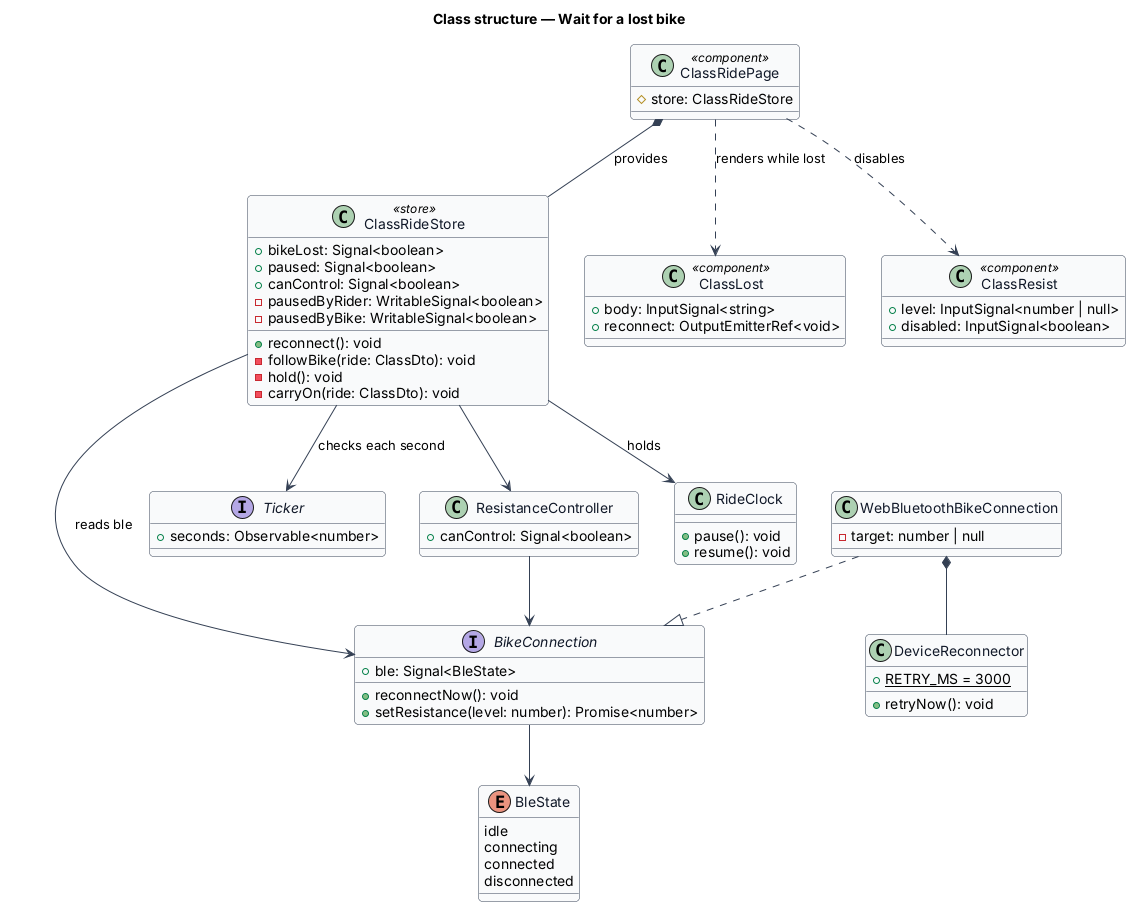 Class structure — Wait for a lost bike
C
«component»
ClassRidePage
store: ClassRideStore
provides
renders while lost
disables
C
«store»
ClassRideStore
bikeLost: Signal<boolean>
paused: Signal<boolean>
canControl: Signal<boolean>
pausedByRider: WritableSignal<boolean>
pausedByBike: WritableSignal<boolean>
reconnect(): void
followBike(ride: ClassDto): void
hold(): void
carryOn(ride: ClassDto): void
C
«component»
ClassLost
body: InputSignal<string>
reconnect: OutputEmitterRef<void>
C
«component»
ClassResist
level: InputSignal<number | null>
disabled: InputSignal<boolean>
checks each second
holds
reads ble
I Ticker
seconds: Observable<number>
C ResistanceController
canControl: Signal<boolean>
C RideClock
pause(): void
resume(): void
C WebBluetoothBikeConnection
target: number | null
I BikeConnection
ble: Signal<BleState>
reconnectNow(): void
setResistance(level: number): Promise<number>
C DeviceReconnector
RETRY_MS = 3000
retryNow(): void
E BleState
idle
connecting
connected
disconnected